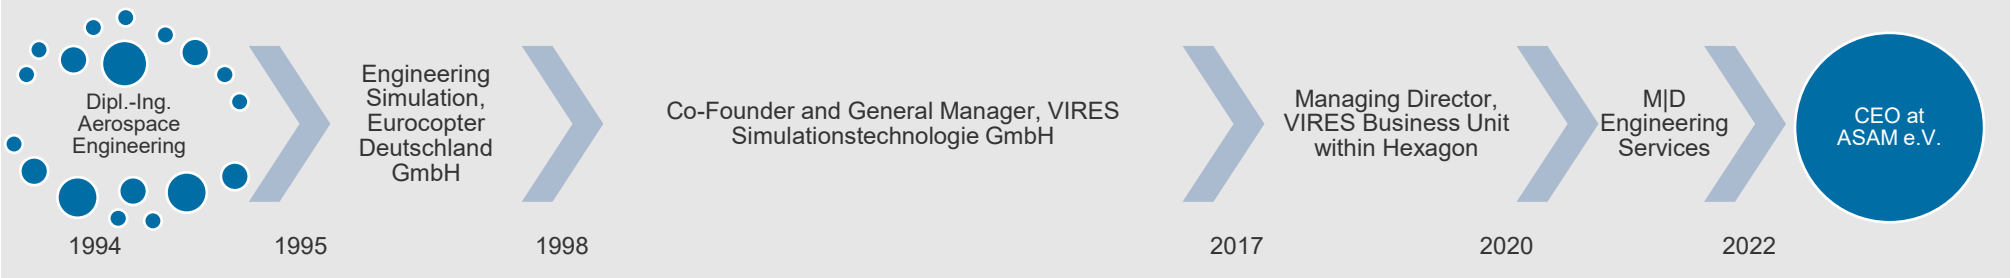 Dipl.-Ing.
Aerospace
Engineering
Engineering
Simulation,
Eurocopter
Deutschland
GmbH
Co-Founder and General Manager, VIRES
Simulationstechnologie GmbH
Managing Director,
VIRES Business Unit
within Hexagon
M|D
Engineering
Services
CEO at
ASAM e.V.
1994
1995
1998
2017
2020
2022